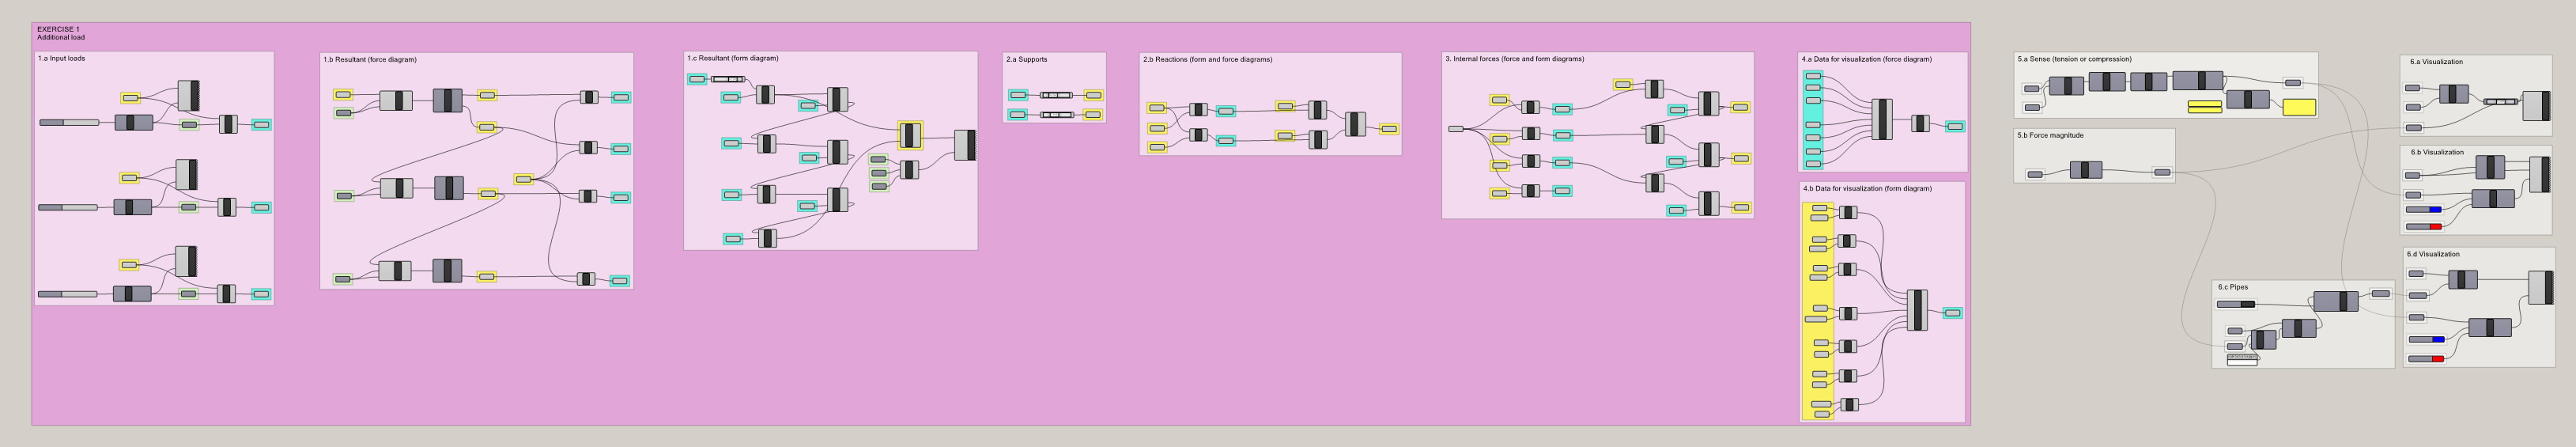 EXERCISE 1
Additional load
1.a Input loads
1.b Resultant (force diagram)
1.c Resultant (form diagram)
2.a Supports
2.b Reactions (form and force diagrams)
3. Internal forces (force and form diagrams)
4.a Data for visualization (force diagram)
4.b Data for visualization (form diagram)
5.a Sense (tension or compression)
5.b Force magnitude
6.a Visualization
6.b Visualization
6.c Pipes
6.d Visualization